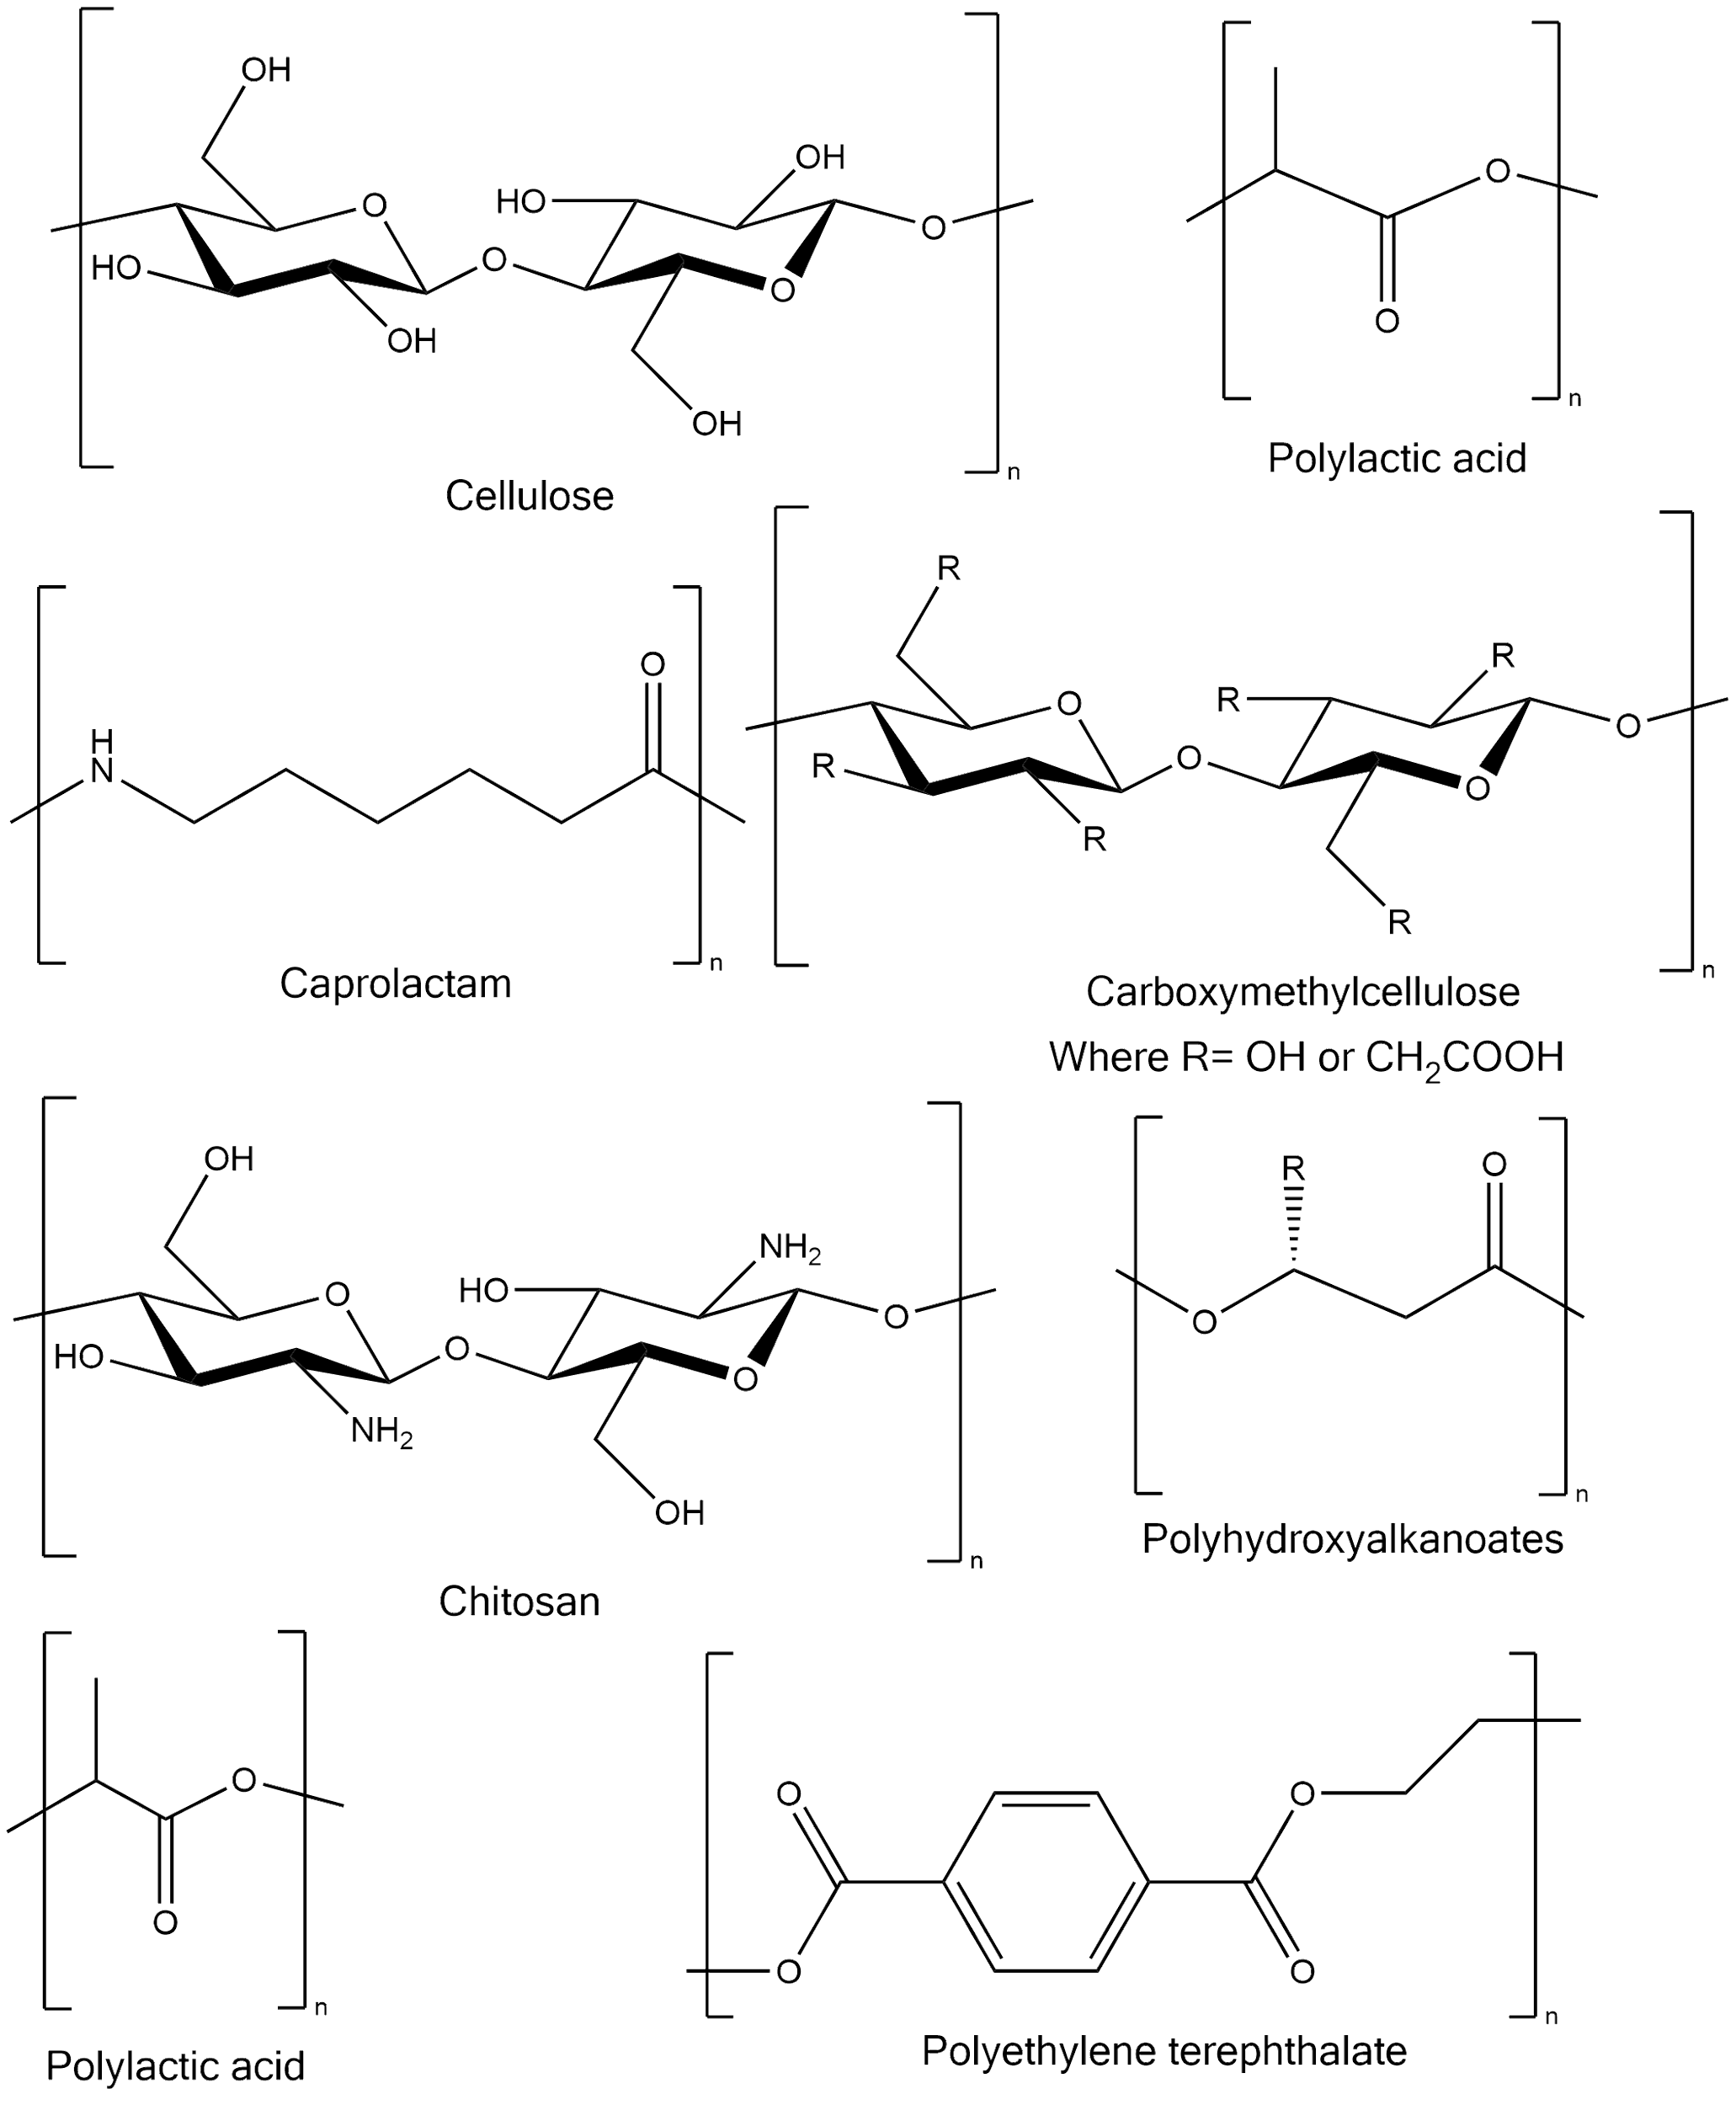 OH
OH
HO
O
O
O
HO
O
OH
OH
n
Cellulose
O
O
n
Polylactic acid
O
H
N
n
Caprolactam
R
R
R
O
O
O
R
O
R
R
n
Carboxymethylcellulose
Where R= OH or CH₂COOH
OH
NH₂
O
HO
O
O
HO
O
NH₂
OH
n
Chitosan
R
O
O
n
Polyhydroxyalkanoates
O
O
n
Polylactic acid
O
O
O
O
n
Polyethylene terephthalate